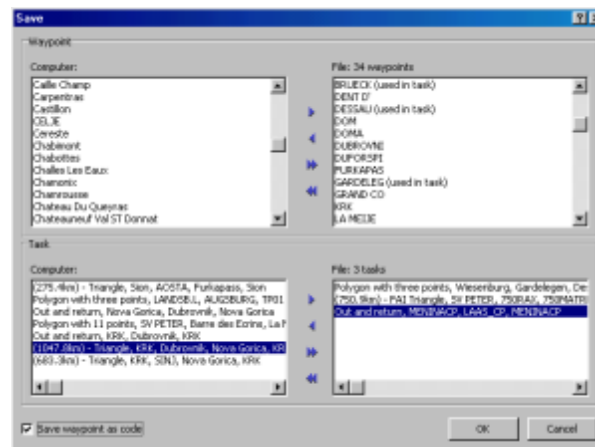 Save
Waypoint
Computer:
Caille Champ
Carpentras
Castillon
CELJE
Cereste
Chabimont
Chabottes
Challes Les Eaux
Chamonix
Chamrousse
Chateau Du Queyras
Chateauneuf Val ST Donnat
File: 34 waypoints
BRUECK (used in task)
DENT D'
DESSAU (used in task)
DOM
DOMA
DUBROVNI
DUFORSPI
FURKAPAS
GARDELEG (used in task)
GRAND CO
KRK
LA MEIJE
Task
Computer:
(275.4km) - Triangle, Sion, AOSTA, Furkapass, Sion
Polygon with three points, LANDSB.L, AUGSBURG, TP01
Out and return, Nova Gorica, Dubrovnik, Nova Gorica
Polygon with 11 points, SV PETER, Barre des Ecrins, La
Out and return, KRK, Dubrovnik, KRK
(1047.8km) - Triangle, KRK, Dubrovnik, Nova Gorica, KR
(683.3km) - Triangle, KRK, SINJ, Nova Gorica, KRK
File: 3 tasks
Polygon with three points, Wiesenburg, Gardelegen, De
(750.9km) - FAI Triangle, SV PETER, 750RAX, 750MATRI
Out and return, MENINACP, LAAS_CP, MENINACP
Save waypoint as code
OK
Cancel